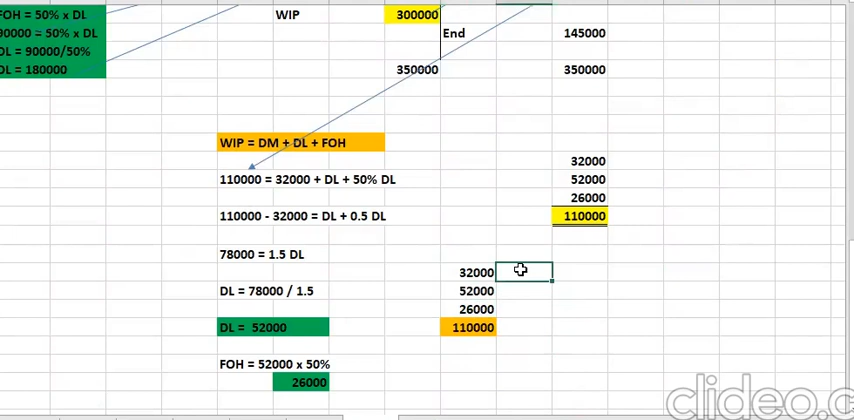 FOH = 50% x DL
WIP 300000
90000 = 50% x DL
End 145000
DL = 90000/50%
DL = 180000
350000 350000
WIP = DM + DL + FOH
32000
110000 = 32000 + DL + 50% DL
52000
26000
110000 - 32000 = DL + 0.5 DL
110000
78000 = 1.5 DL
32000
DL = 78000 / 1.5
52000
26000
DL = 52000
110000
FOH = 52000 x 50%
26000
clideo.c